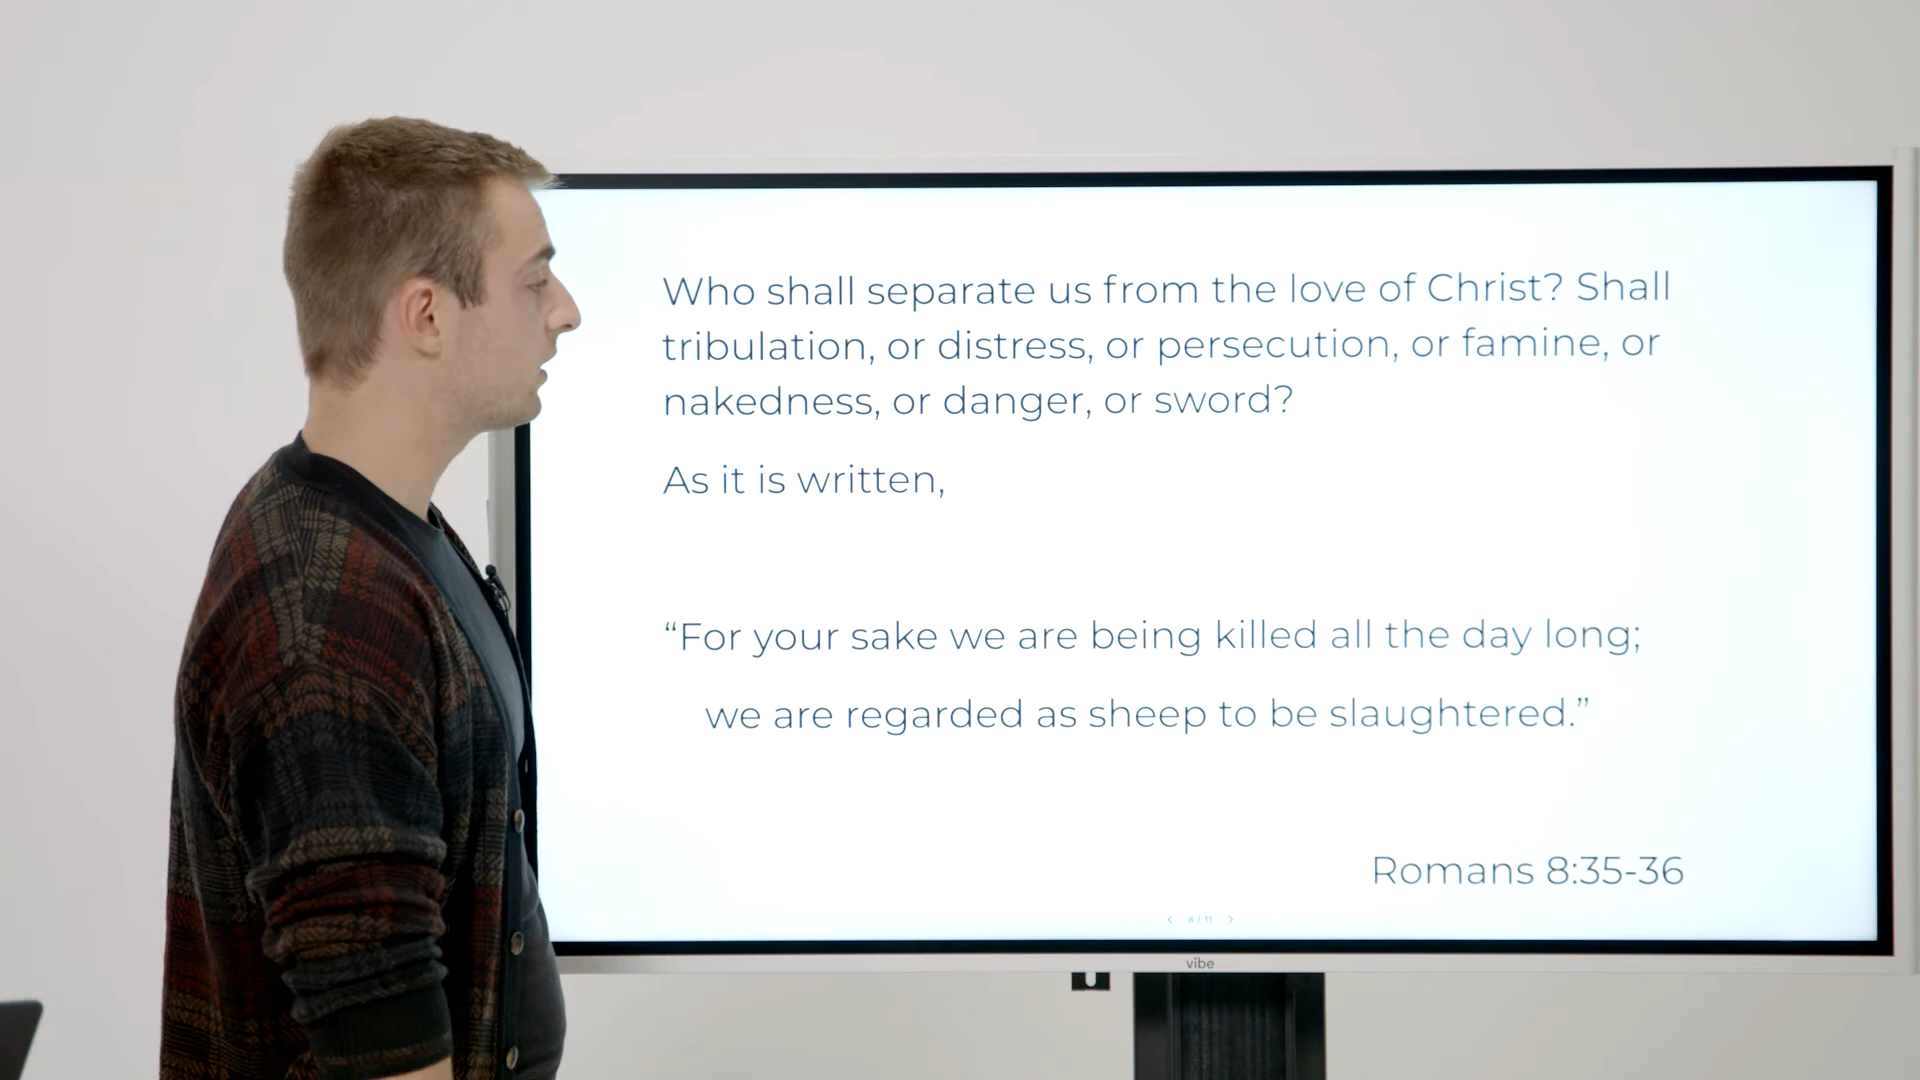 Who shall separate us from the love of Christ? Shall
tribulation, or distress, or persecution, or famine, or
nakedness, or danger, or sword?
As it is written,
“For your sake we are being killed all the day long;
we are regarded as sheep to be slaughtered.”
Romans 8:35-36
< 8 / 11 >
vibe